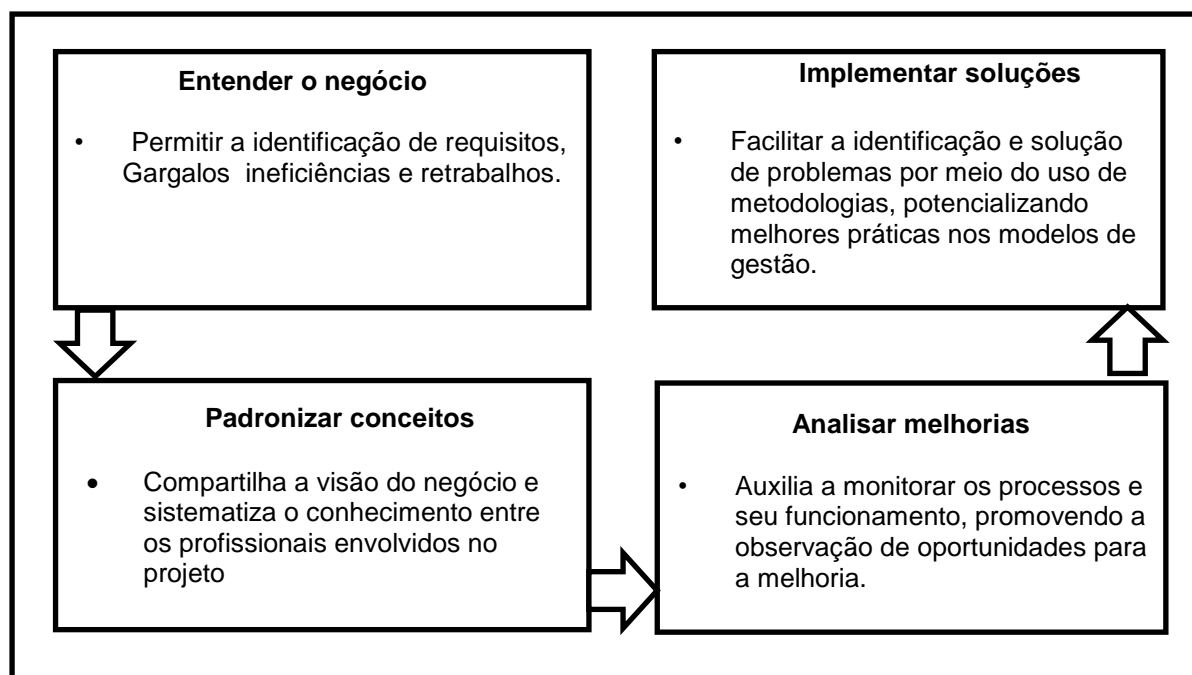 Entender o negócio
• Permitir a identificação de requisitos,
Gargalos ineficiências e retrabalhos.
Padronizar conceitos
• Compartilha a visão do negócio e
sistematiza o conhecimento entre
os profissionais envolvidos no
projeto
Analisar melhorias
• Auxilia a monitorar os processos e
seu funcionamento, promovendo a
observação de oportunidades para
a melhoria.
Implementar soluções
• Facilitar a identificação e solução
de problemas por meio do uso de
metodologias, potencializando
melhores práticas nos modelos de
gestão.